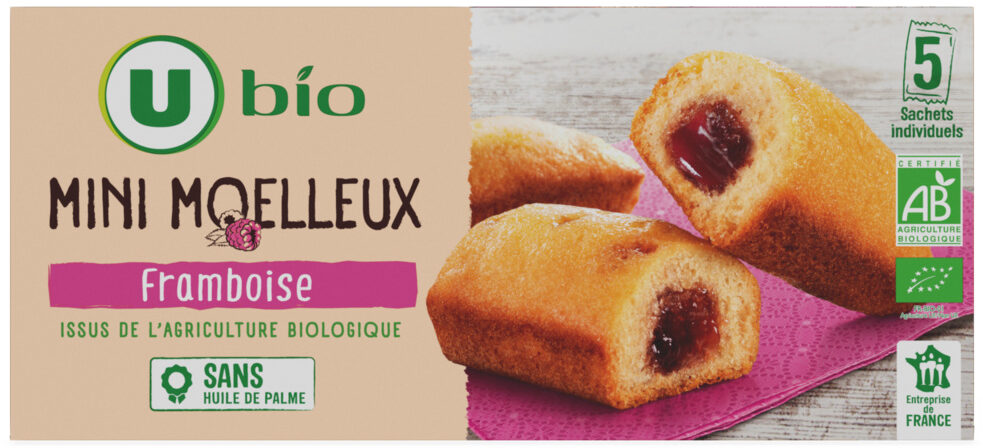 U bio
MINI MOELLEUX
Framboise
ISSUS DE L'AGRICULTURE BIOLOGIQUE
SANS
HUILE DE PALME
5
Sachets
individuels
CERTIFIÉ
AB
AGRICULTURE
BIOLOGIQUE
Entreprise
de
FRANCE